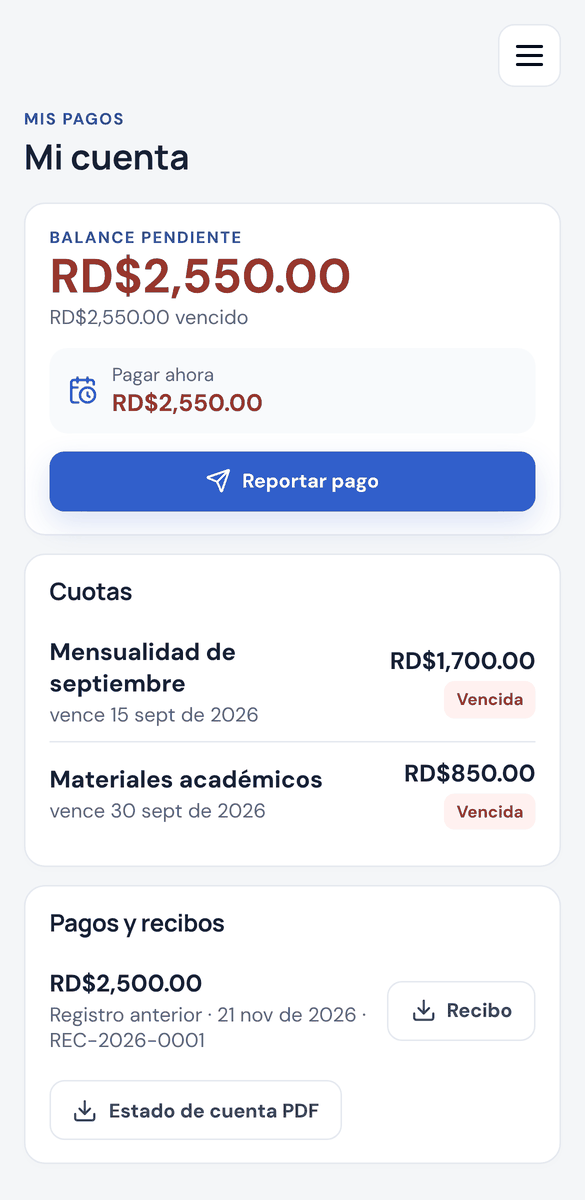 MIS PAGOS
Mi cuenta
BALANCE PENDIENTE
RD$2,550.00
RD$2,550.00 vencido
Pagar ahora
RD$2,550.00
Reportar pago
Cuotas
Mensualidad de
septiembre
vence 15 sept de 2026
RD$1,700.00
Vencida
Materiales académicos
vence 30 sept de 2026
RD$850.00
Vencida
Pagos y recibos
RD$2,500.00
Registro anterior · 21 nov de 2026 ·
REC-2026-0001
Recibo
Estado de cuenta PDF